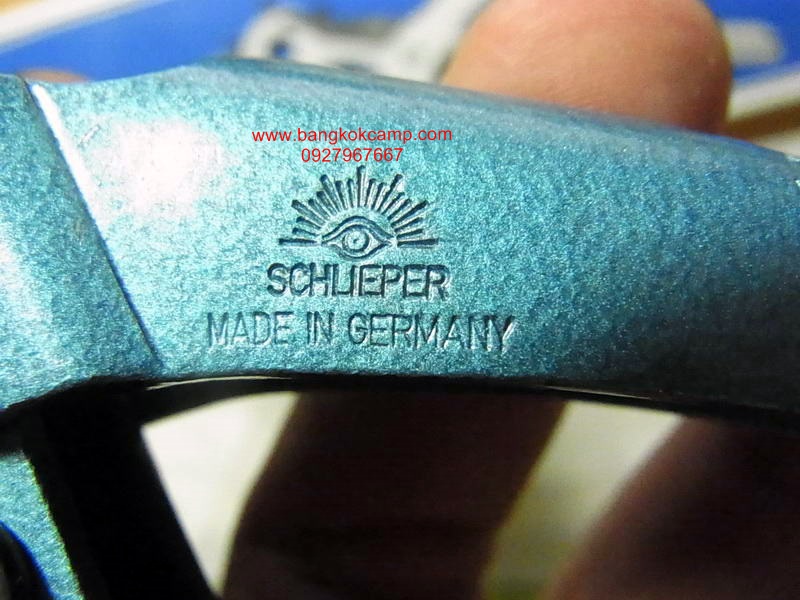 www.bangkokcamp.com
0927967667
SCHLIEPER
MADE IN GERMANY